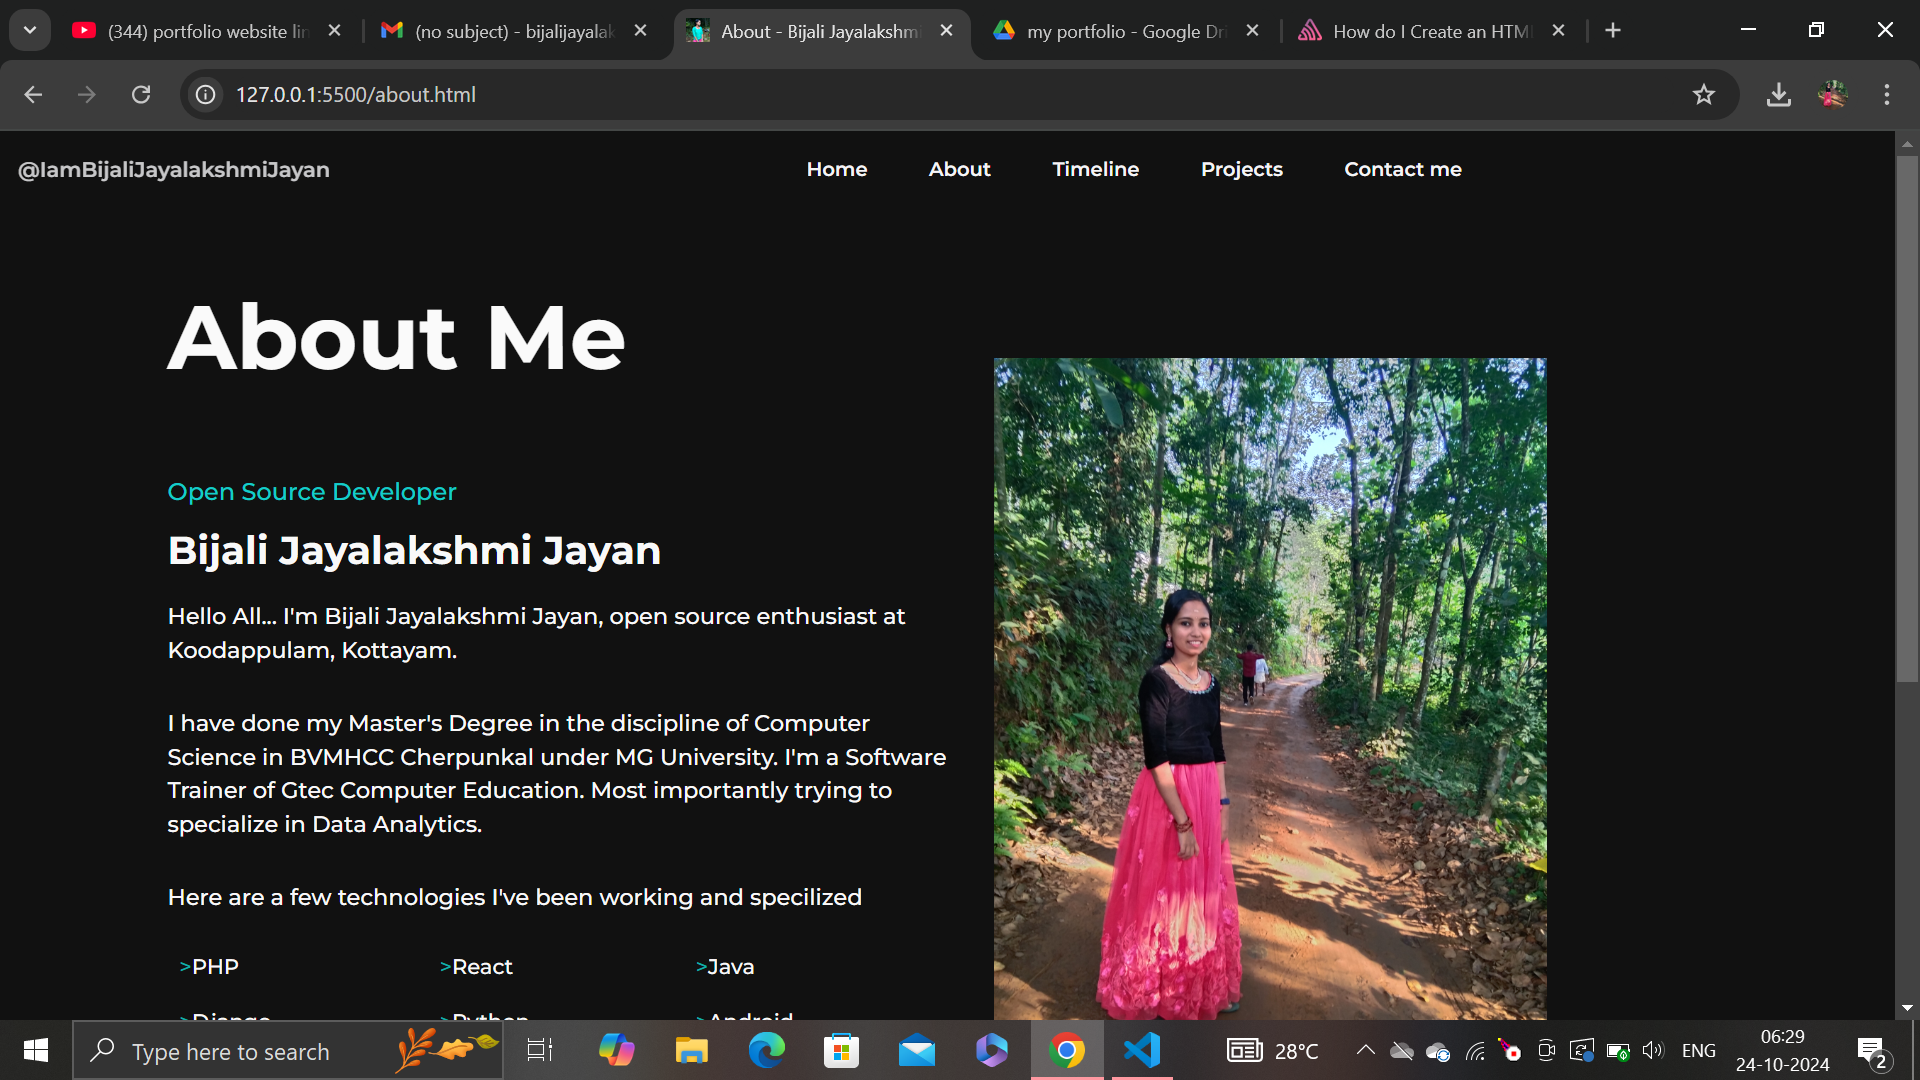 (344) portfolio website lin
(no subject) - bijalijayalak
About - Bijali Jayalakshmi
my portfolio - Google Dri
How do I Create an HTM
127.0.0.1:5500/about.html
@IamBijaliJayalakshmiJayan
Home
About
Timeline
Projects
Contact me
About Me
Open Source Developer
Bijali Jayalakshmi Jayan
Hello All... I'm Bijali Jayalakshmi Jayan, open source enthusiast at
Koodappulam, Kottayam.
I have done my Master's Degree in the discipline of Computer
Science in BVMHCC Cherpunkal under MG University. I'm a Software
Trainer of Gtec Computer Education. Most importantly trying to
specialize in Data Analytics.
Here are a few technologies I've been working and specilized
>PHP
>React
>Java
>Django
>Python
>Android
Type here to search
28°C
ENG
06:29
24-10-2024
2